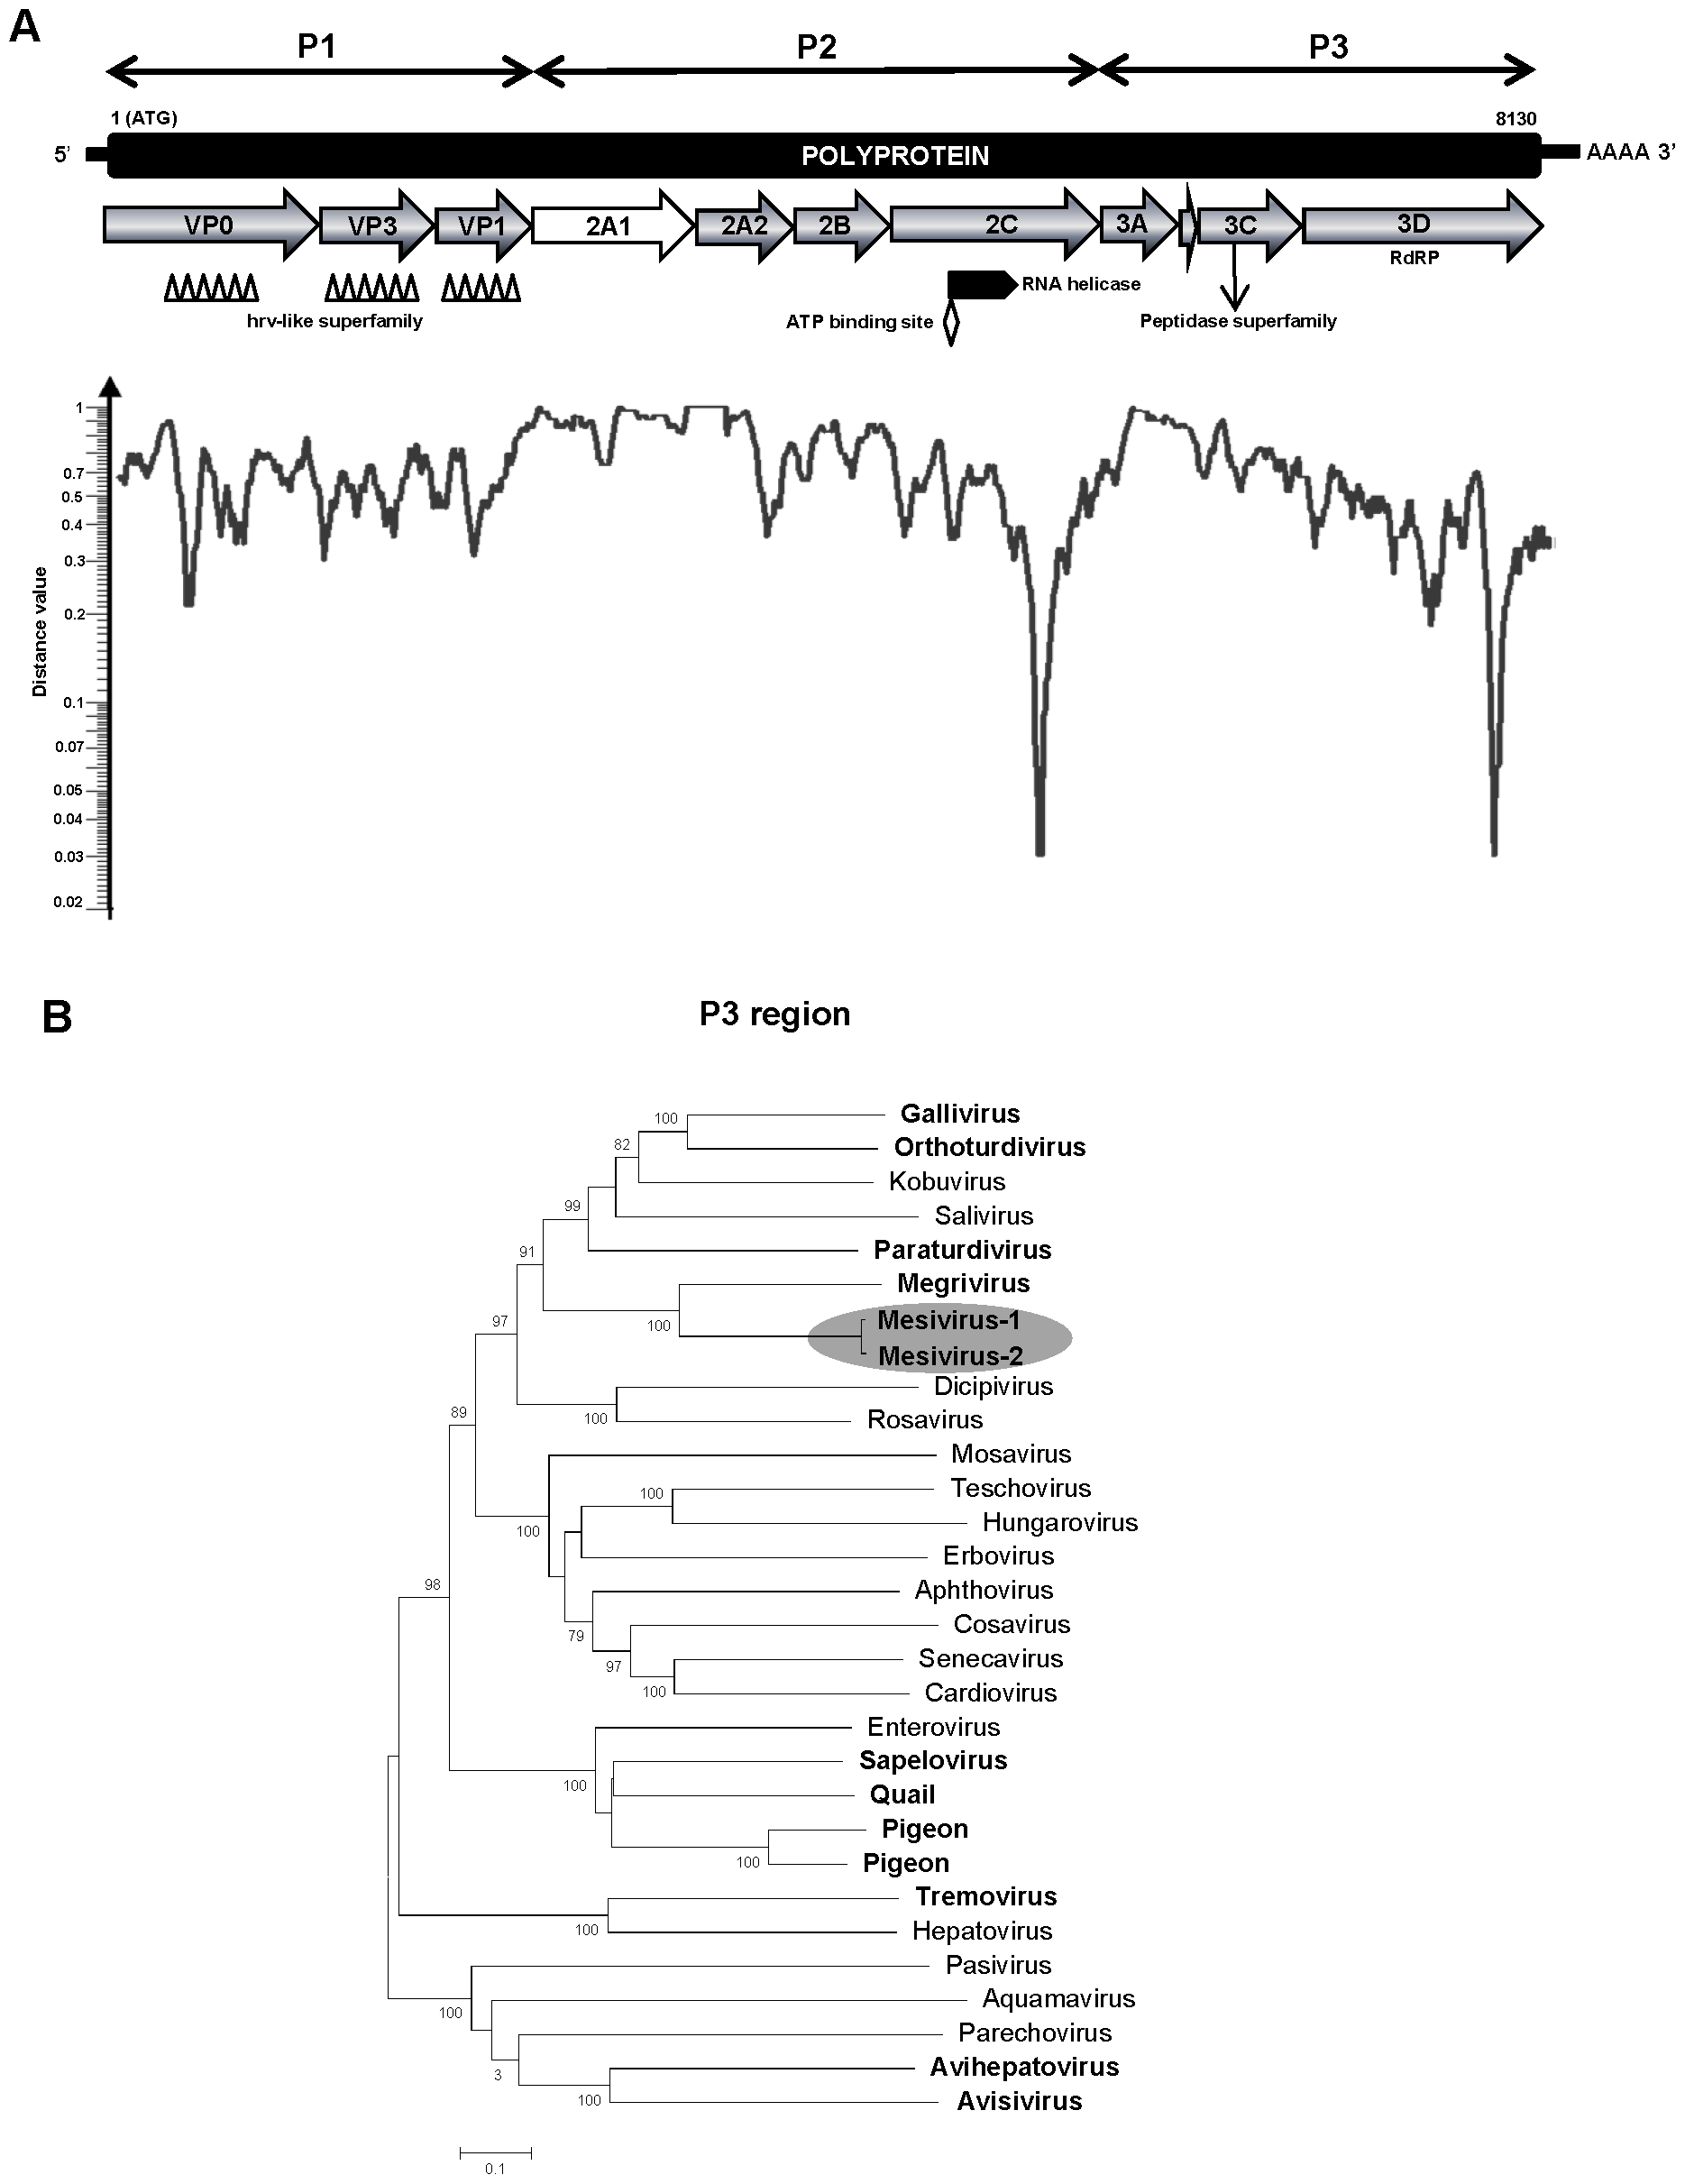 A
P1 P2 P3
1 (ATG) 8130
5’ POLYPROTEIN AAAA 3’
VP0 VP3 VP1 2A1 2A2 2B 2C 3A 3C 3D
RdRP
RNA helicase
hrv-like superfamily ATP binding site Peptidase superfamily
1
0.7
0.5
0.4
0.3
0.2
0.1
0.07
0.05
0.04
0.03
0.02
Distance value
B
P3 region
100 Gallivirus
Orthoturdivirus
82
Kobuvirus
99 Salivirus
Paraturdivirus
91
Megrivirus
97 100 Mesivirus-1
Mesivirus-2
Dicipivirus
89 100 Rosavirus
Mosavirus
100 Teschovirus
100 Hungarovirus
Erbovirus
98 Aphthovirus
79 Cosavirus
97 Senecavirus
100 Cardiovirus
Enterovirus
Sapelovirus
100 Quail
Pigeon
100 Pigeon
Tremovirus
100 Hepatovirus
Pasivirus
100 Aquamavirus
Parechovirus
3 Avihepatovirus
100 Avisivirus
0.1